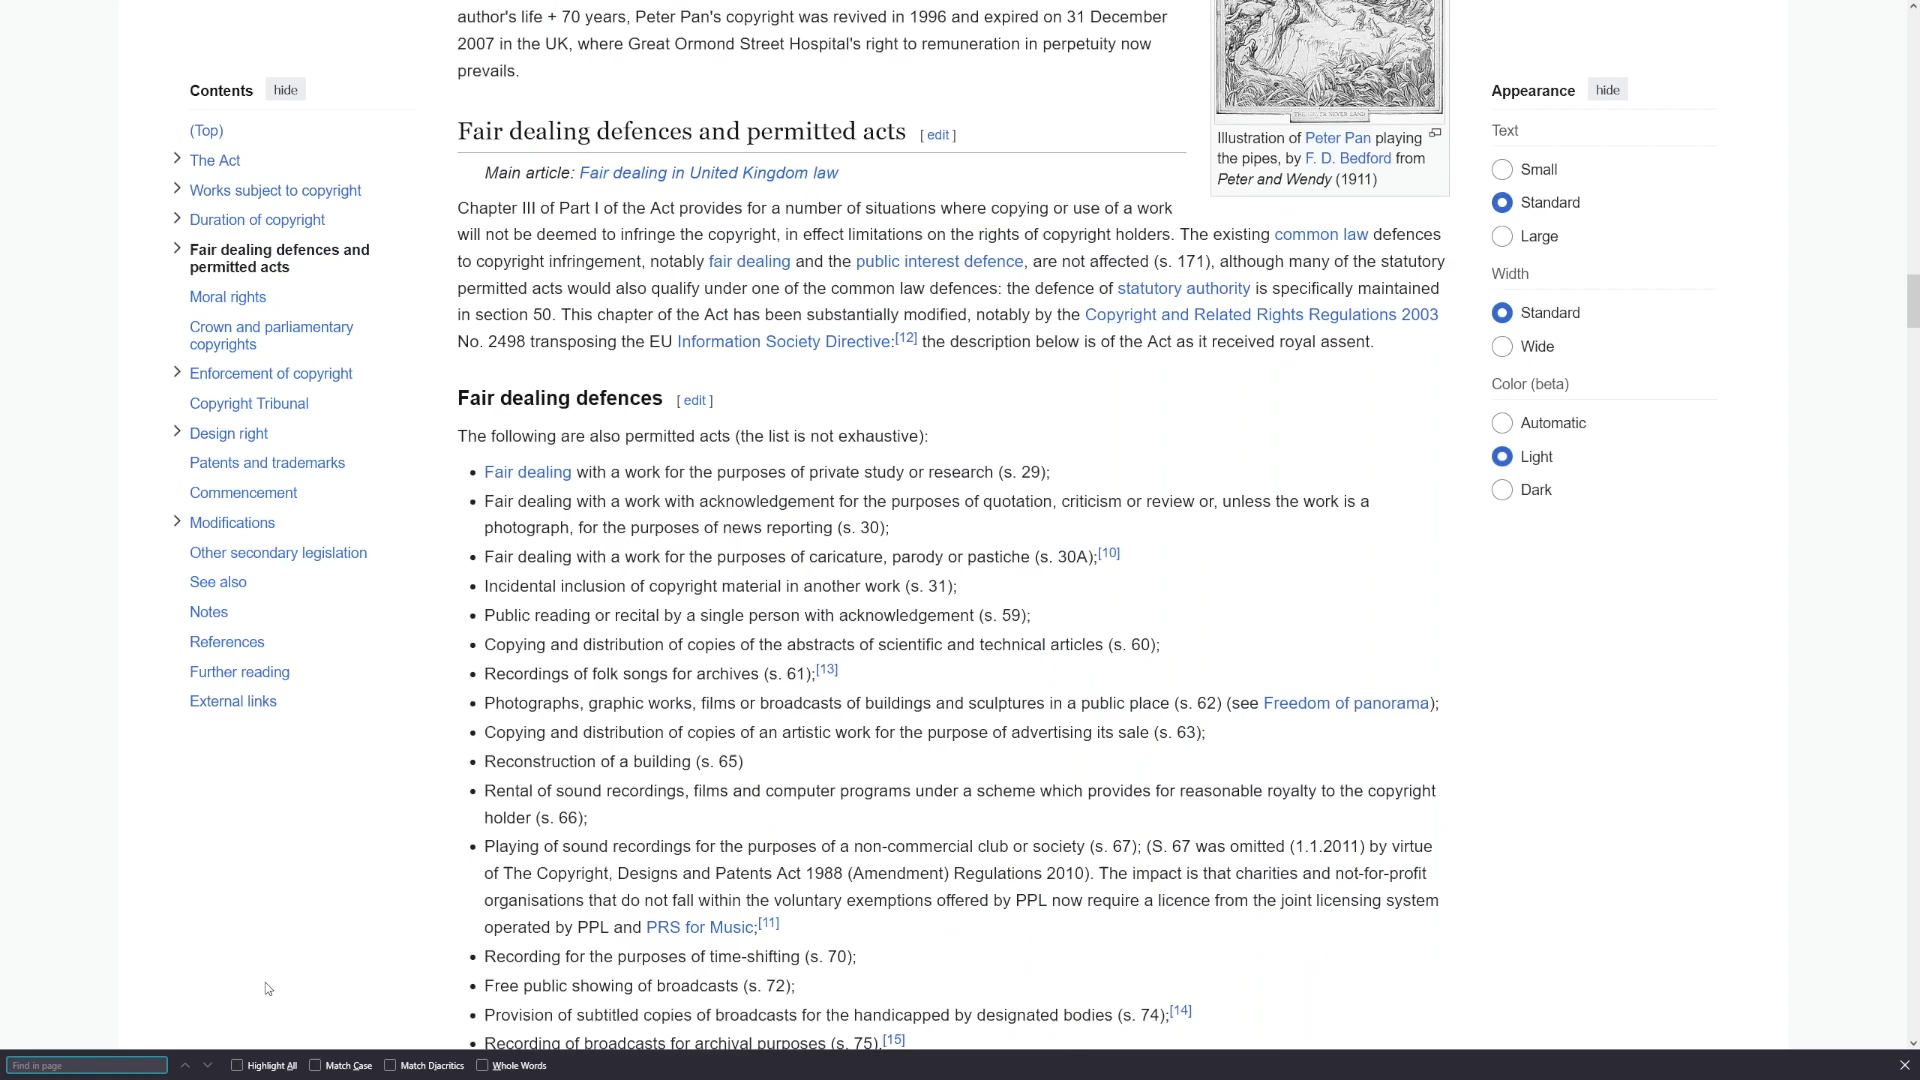 author's life + 70 years, Peter Pan's copyright was revived in 1996 and expired on 31 December
2007 in the UK, where Great Ormond Street Hospital's right to remuneration in perpetuity now
prevails.
Contents hide
(Top)
The Act
Works subject to copyright
Duration of copyright
Fair dealing defences and
permitted acts
Moral rights
Crown and parliamentary
copyrights
Enforcement of copyright
Copyright Tribunal
Design right
Patents and trademarks
Commencement
Modifications
Other secondary legislation
See also
Notes
References
Further reading
External links
Fair dealing defences and permitted acts [ edit ]
Main article: Fair dealing in United Kingdom law
Illustration of Peter Pan playing
the pipes, by F. D. Bedford from
Peter and Wendy (1911)
Chapter III of Part I of the Act provides for a number of situations where copying or use of a work
will not be deemed to infringe the copyright, in effect limitations on the rights of copyright holders. The existing common law defences
to copyright infringement, notably fair dealing and the public interest defence, are not affected (s. 171), although many of the statutory
permitted acts would also qualify under one of the common law defences: the defence of statutory authority is specifically maintained
in section 50. This chapter of the Act has been substantially modified, notably by the Copyright and Related Rights Regulations 2003
No. 2498 transposing the EU Information Society Directive:[12] the description below is of the Act as it received royal assent.
Fair dealing defences [ edit ]
The following are also permitted acts (the list is not exhaustive):
• Fair dealing with a work for the purposes of private study or research (s. 29);
• Fair dealing with a work with acknowledgement for the purposes of quotation, criticism or review or, unless the work is a
photograph, for the purposes of news reporting (s. 30);
• Fair dealing with a work for the purposes of caricature, parody or pastiche (s. 30A);[10]
• Incidental inclusion of copyright material in another work (s. 31);
• Public reading or recital by a single person with acknowledgement (s. 59);
• Copying and distribution of copies of the abstracts of scientific and technical articles (s. 60);
• Recordings of folk songs for archives (s. 61);[13]
• Photographs, graphic works, films or broadcasts of buildings and sculptures in a public place (s. 62) (see Freedom of panorama);
• Copying and distribution of copies of an artistic work for the purpose of advertising its sale (s. 63);
• Reconstruction of a building (s. 65)
• Rental of sound recordings, films and computer programs under a scheme which provides for reasonable royalty to the copyright
holder (s. 66);
• Playing of sound recordings for the purposes of a non-commercial club or society (s. 67); (S. 67 was omitted (1.1.2011) by virtue
of The Copyright, Designs and Patents Act 1988 (Amendment) Regulations 2010). The impact is that charities and not-for-profit
organisations that do not fall within the voluntary exemptions offered by PPL now require a licence from the joint licensing system
operated by PPL and PRS for Music;[11]
• Recording for the purposes of time-shifting (s. 70);
• Free public showing of broadcasts (s. 72);
• Provision of subtitled copies of broadcasts for the handicapped by designated bodies (s. 74);[14]
• Recording of broadcasts for archival purposes (s. 75).[15]
Appearance hide
Text
Small
Standard
Large
Width
Standard
Wide
Color (beta)
Automatic
Light
Dark
Find in page
Highlight All
Match Case
Match Diacritics
Whole Words